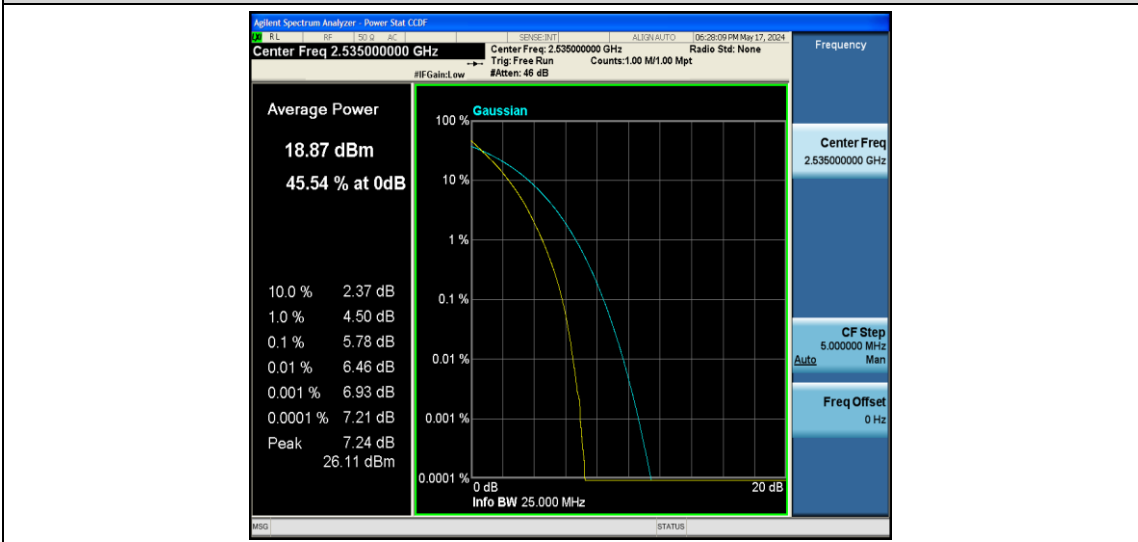 Agilent Spectrum Analyzer - Power Stat CCDF
LXI RL RF 50 Ω AC SENSE:INT ALIGN AUTO 06:28:09 PM May 17, 2024
Center Freq 2.535000000 GHz
Center Freq: 2.535000000 GHz Radio Std: None
Trig: Free Run Counts:1.00 M/1.00 Mpt
#IFGain:Low #Atten: 46 dB
Frequency
Average Power
18.87 dBm
45.54 % at 0dB
10.0 % 2.37 dB
1.0 % 4.50 dB
0.1 % 5.78 dB
0.01 % 6.46 dB
0.001 % 6.93 dB
0.0001 % 7.21 dB
Peak 7.24 dB
26.11 dBm
Gaussian
100 %
10 %
1 %
0.1 %
0.01 %
0.001 %
0.0001 %
0 dB 20 dB
Info BW 25.000 MHz
Center Freq
2.535000000 GHz
CF Step
5.000000 MHz
Auto Man
Freq Offset
0 Hz
MSG STATUS